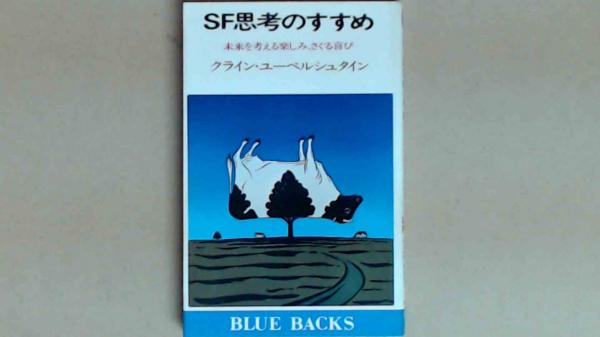 SF思考のすすめ
未来を考える楽しみ、さぐる喜び
クライン・ユーベルシュタイン
BLUE BACKS